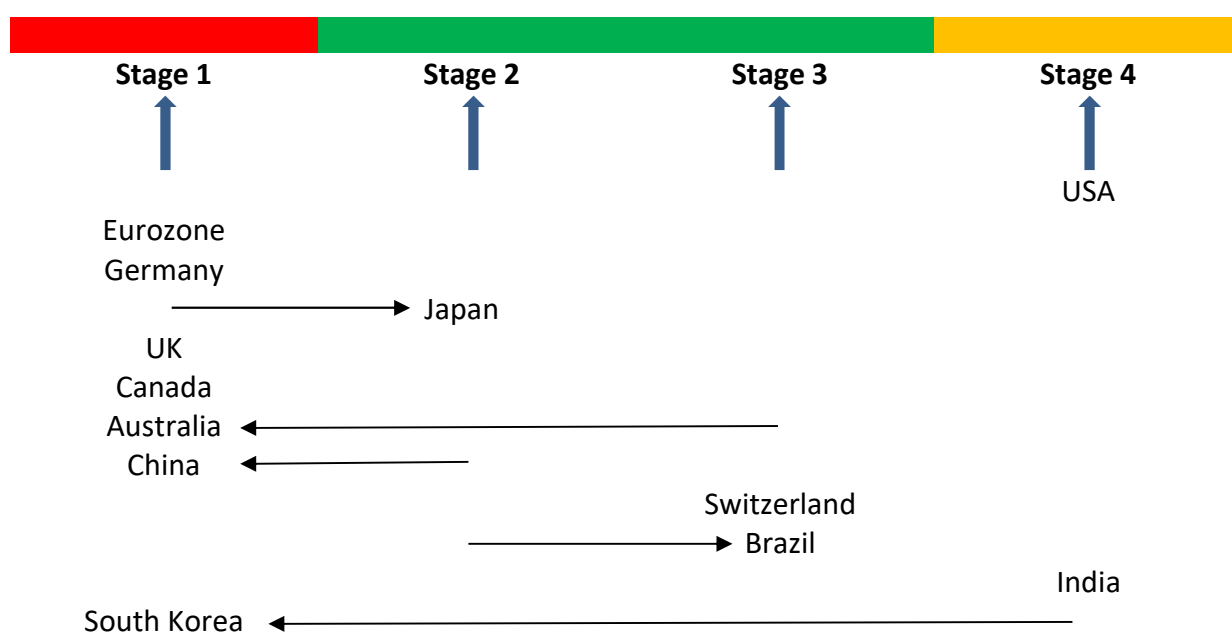 Stage 1 Stage 2 Stage 3 Stage 4
USA
Eurozone
Germany
Japan
UK
Canada
Australia
China
Switzerland
Brazil
India
South Korea